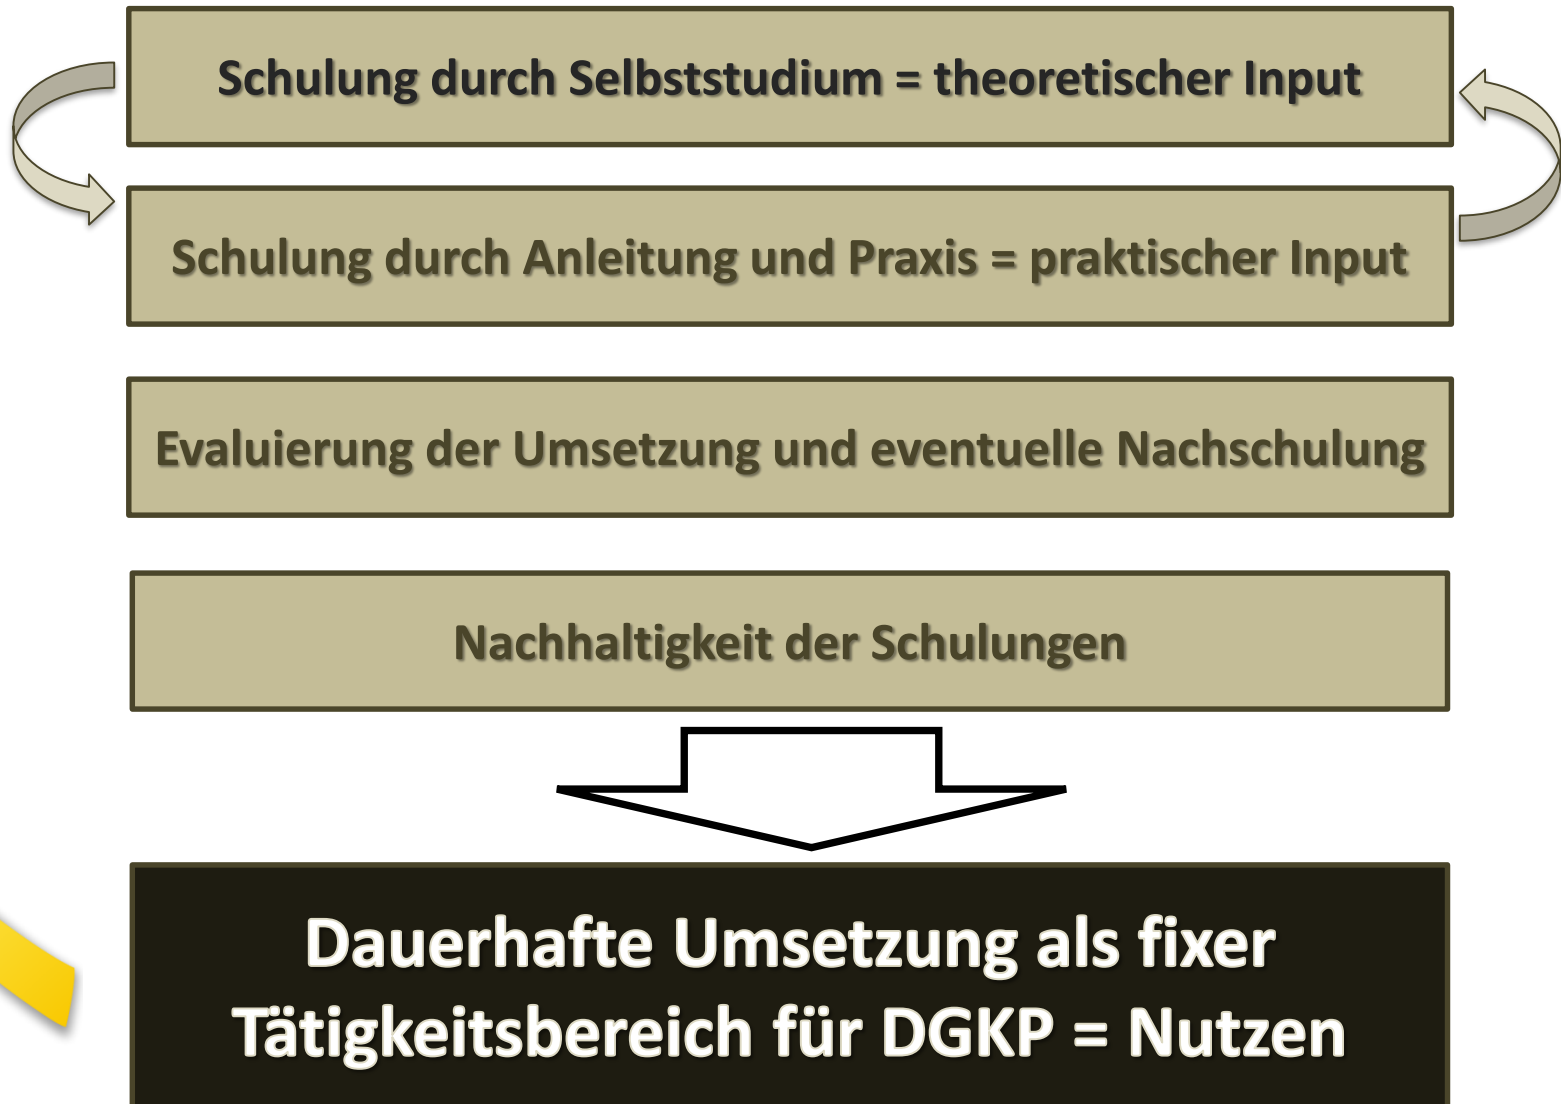 Schulung durch Selbststudium = theoretischer Input
Schulung durch Anleitung und Praxis = praktischer Input
Evaluierung der Umsetzung und eventuelle Nachschulung
Nachhaltigkeit der Schulungen
Dauerhafte Umsetzung als fixer
Tätigkeitsbereich für DGKP = Nutzen